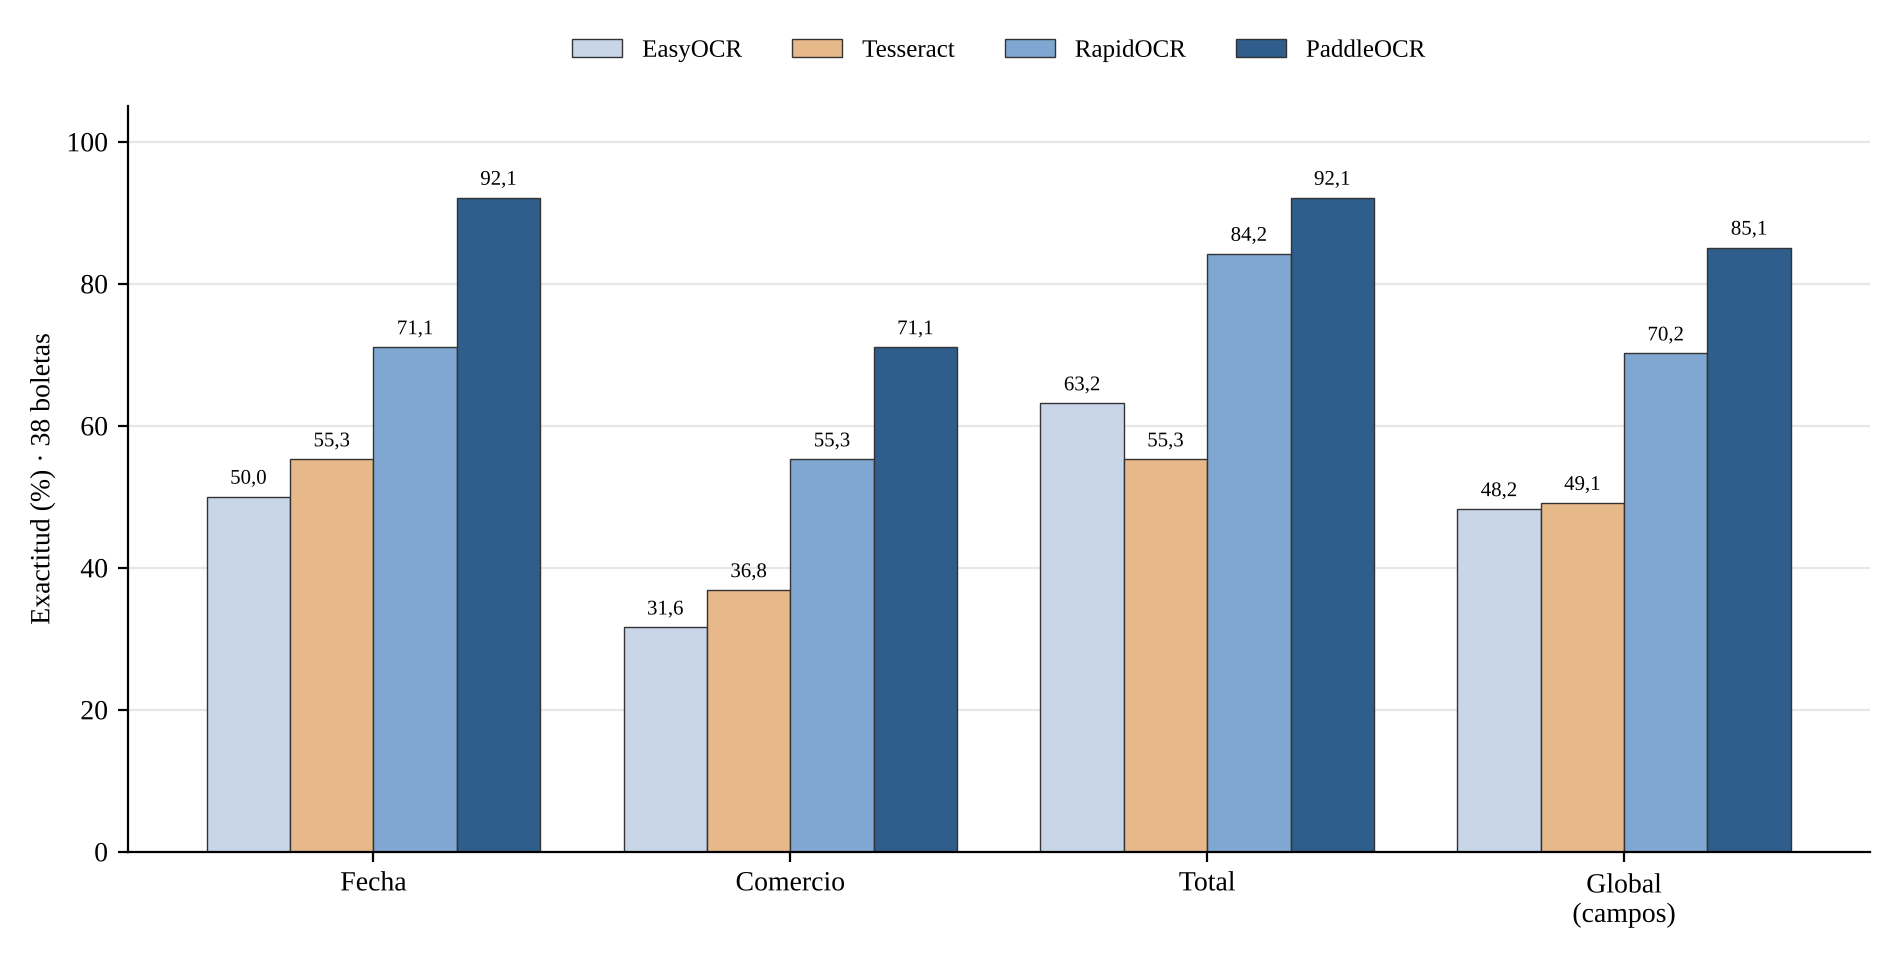 EasyOCR Tesseract RapidOCR PaddleOCR
Exactitud (%) · 38 boletas
100
80
60
40
20
0
50,0 55,3 71,1 92,1
31,6 36,8 55,3 71,1
63,2 55,3 84,2 92,1
48,2 49,1 70,2 85,1
Fecha Comercio Total Global
(campos)